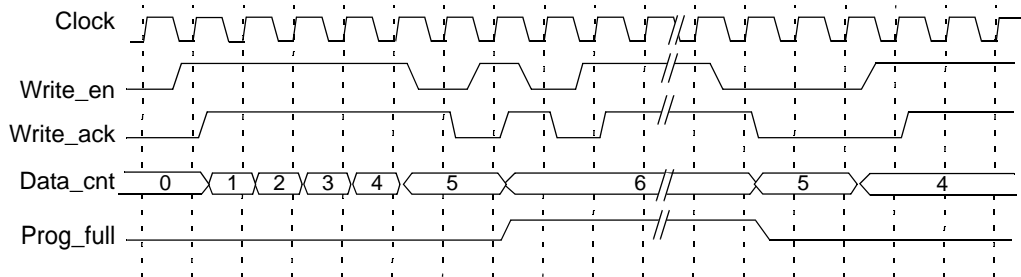 Clock
Write_en
Write_ack
Data_cnt 0 1 2 3 4 5 6 5 4
Prog_full